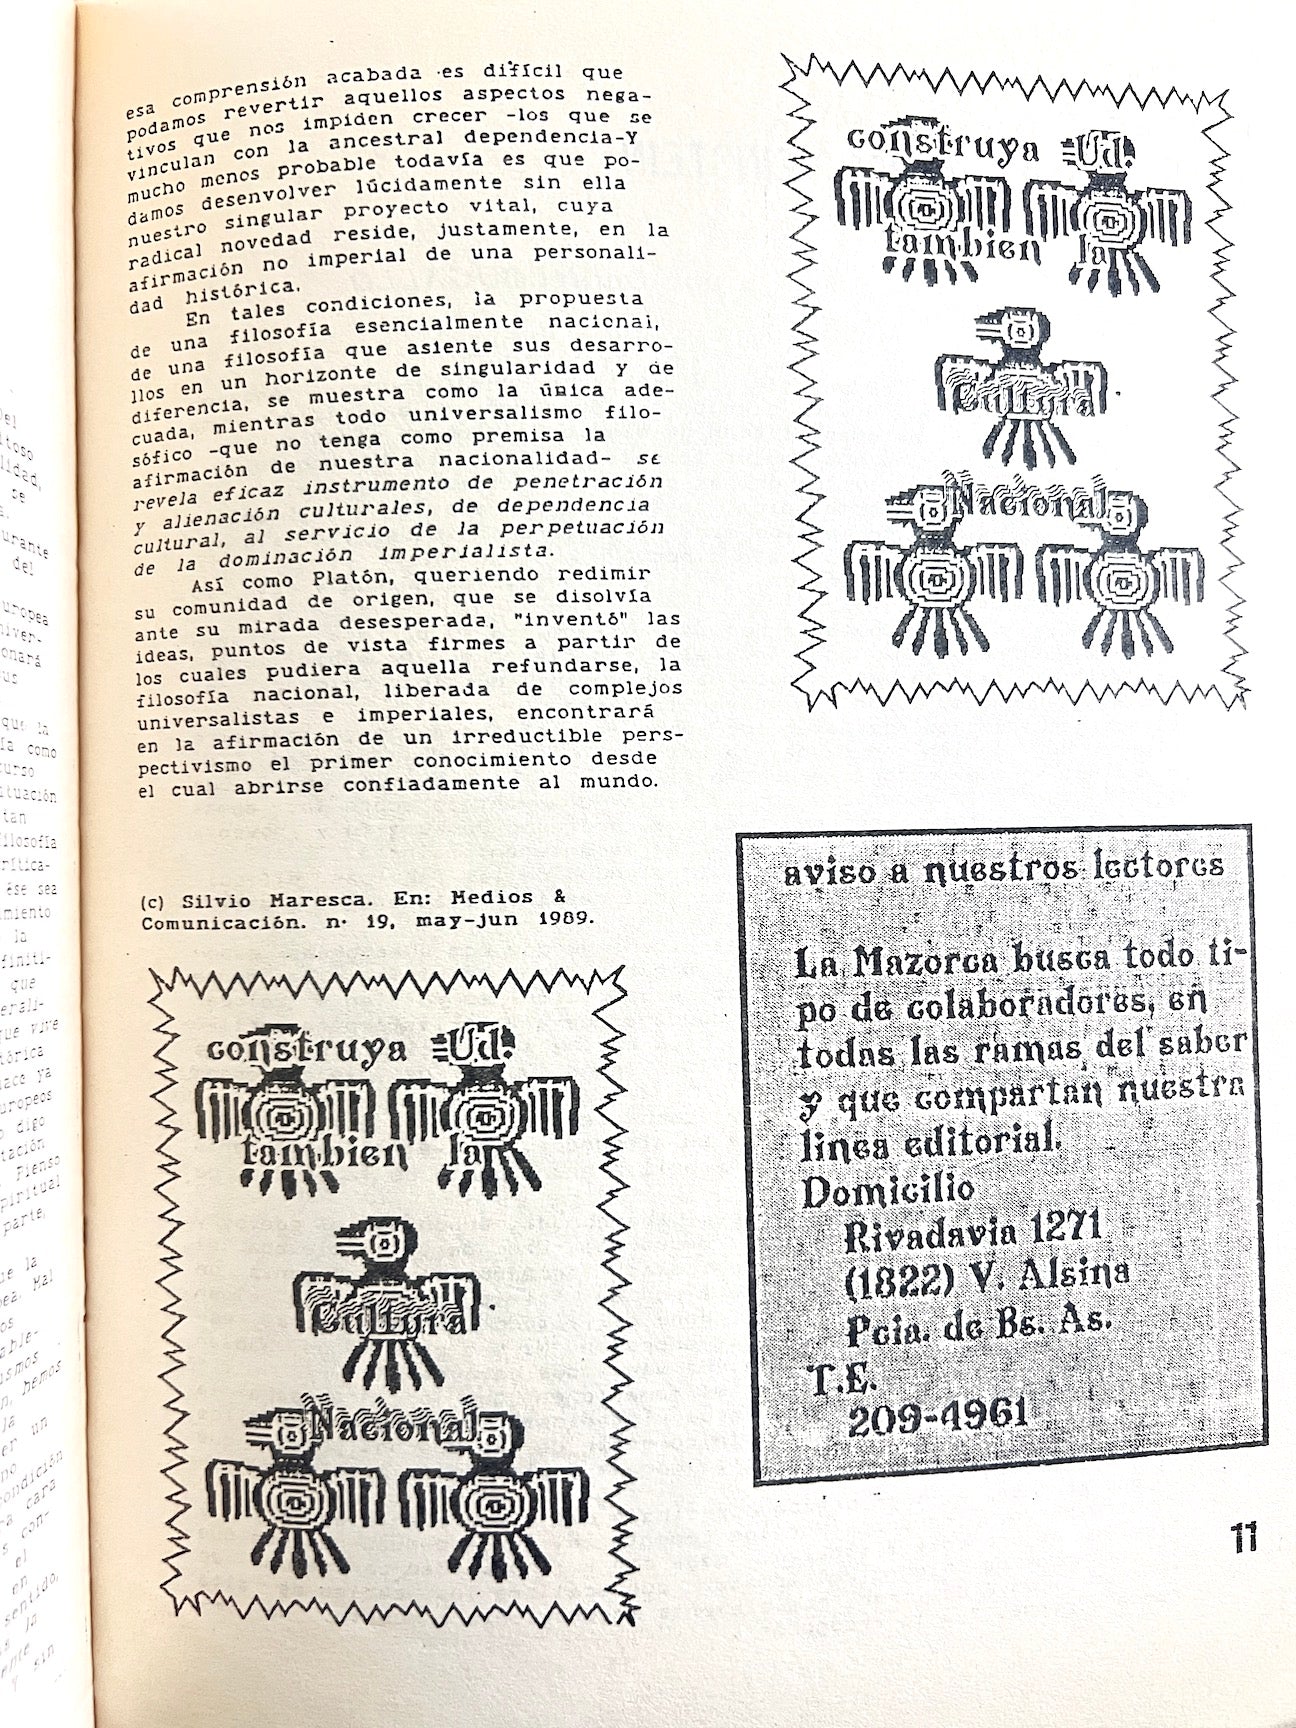 esa comprensión acabada es difícil que
podamos revertir aquellos aspectos nega-
tivos que nos impiden crecer -los que se
vinculan con la ancestral dependencia-Y
mucho menos probable todavía es que po-
damos desenvolver lúcidamente sin ella
nuestro singular proyecto vital, cuya
radical novedad reside, justamente, en la
afirmación no imperial de una personali-
dad histórica.
En tales condiciones, la propuesta
de una filosofía esencialmente nacional,
de una filosofía que asiente sus desarro-
llos en un horizonte de singularidad y de
diferencia, se muestra como la única ade-
cuada, mientras todo universalismo filo-
sófico -que no tenga como premisa la
afirmación de nuestra nacionalidad- se
revela eficaz instrumento de penetración
y alienación culturales, de dependencia
cultural, al servicio de la perpetuación
de la dominación imperialista.
Así como Platón, queriendo redimir
su comunidad de origen, que se disolvía
ante su mirada desesperada, "inventó" las
ideas, puntos de vista firmes a partir de
los cuales pudiera aquella refundarse, la
filosofía nacional, liberada de complejos
universalistas e imperiales, encontrará
en la afirmación de un irreductible pers-
pectivismo el primer conocimiento desde
el cual abrirse confiadamente al mundo.
(c) Silvio Maresca. En: Medios &
Comunicación. n· 19, may-jun 1989.
construya Ud.
tambien la
Cultura
Nacional
construya Ud.
tambien la
Cultura
Nacional
aviso a nuestros lectores
La Mazorca busca todo ti-
po de colaboradores, en
todas las ramas del saber
y que compartan nuestra
linea editorial.
Domicilio
Rivadavia 1271
(1822) V. Alsina
Pcia. de Bs. As.
T.E.
209-4961
11